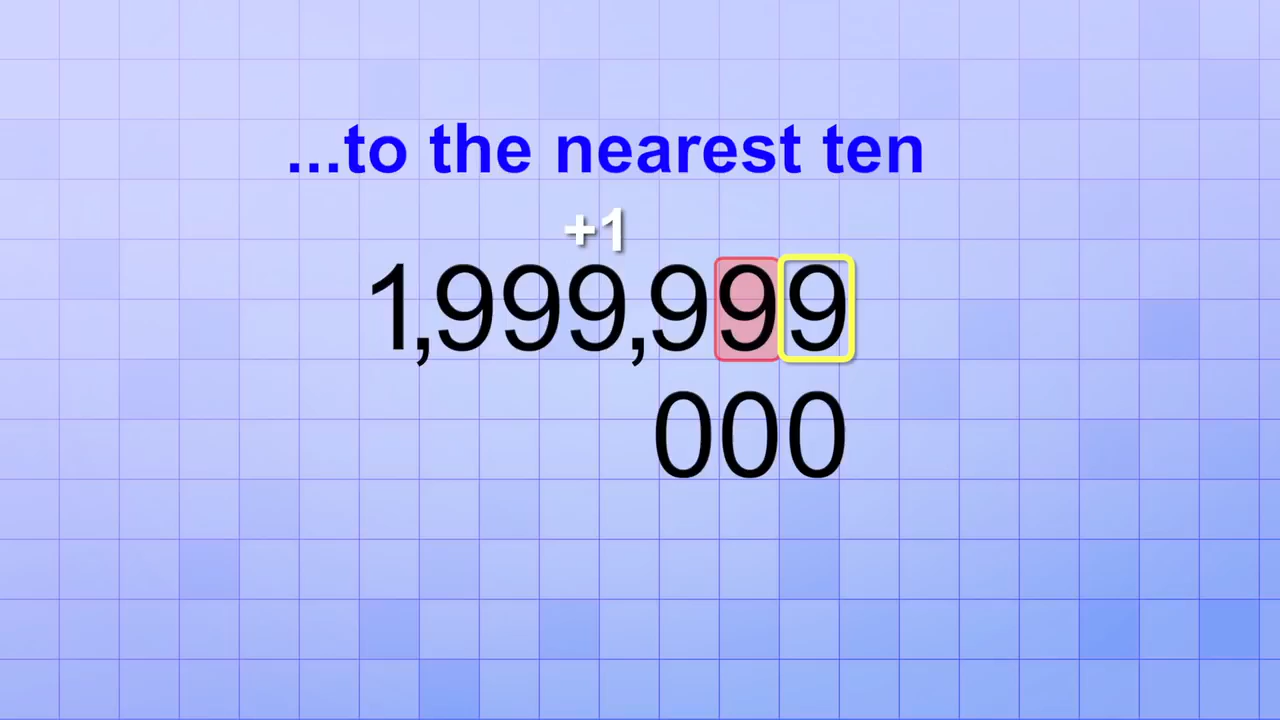 ...to the nearest ten
+1
1,999,999
000